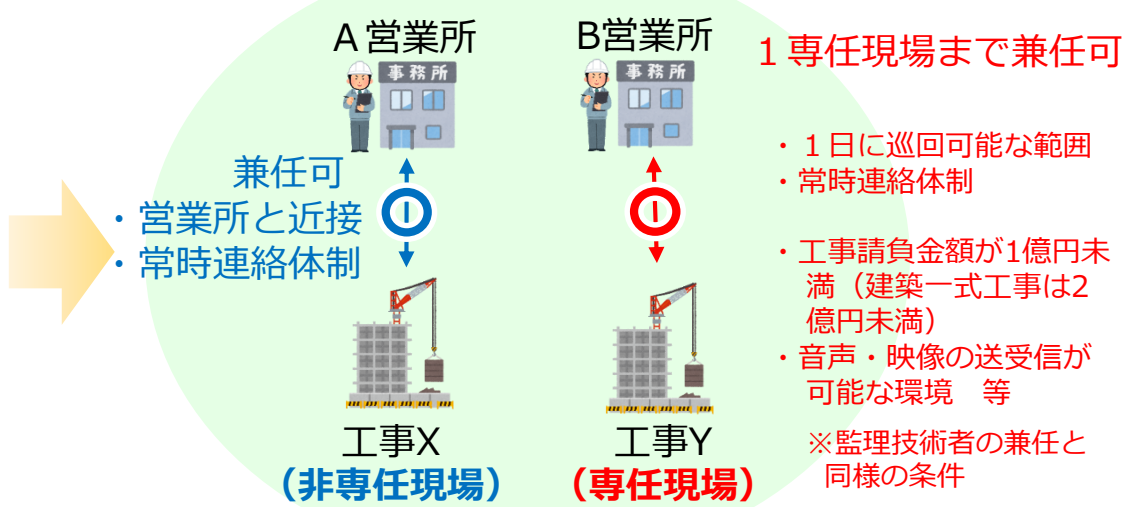 A営業所
事務所
兼任可
・営業所と近接
・常時連絡体制
工事X
（非専任現場）
B営業所
事務所
工事Y
（専任現場）
１専任現場まで兼任可
・１日に巡回可能な範囲
・常時連絡体制
・工事請負金額が1億円未
満（建築一式工事は2
億円未満）
・音声・映像の送受信が
可能な環境　等
※監理技術者の兼任と
同様の条件